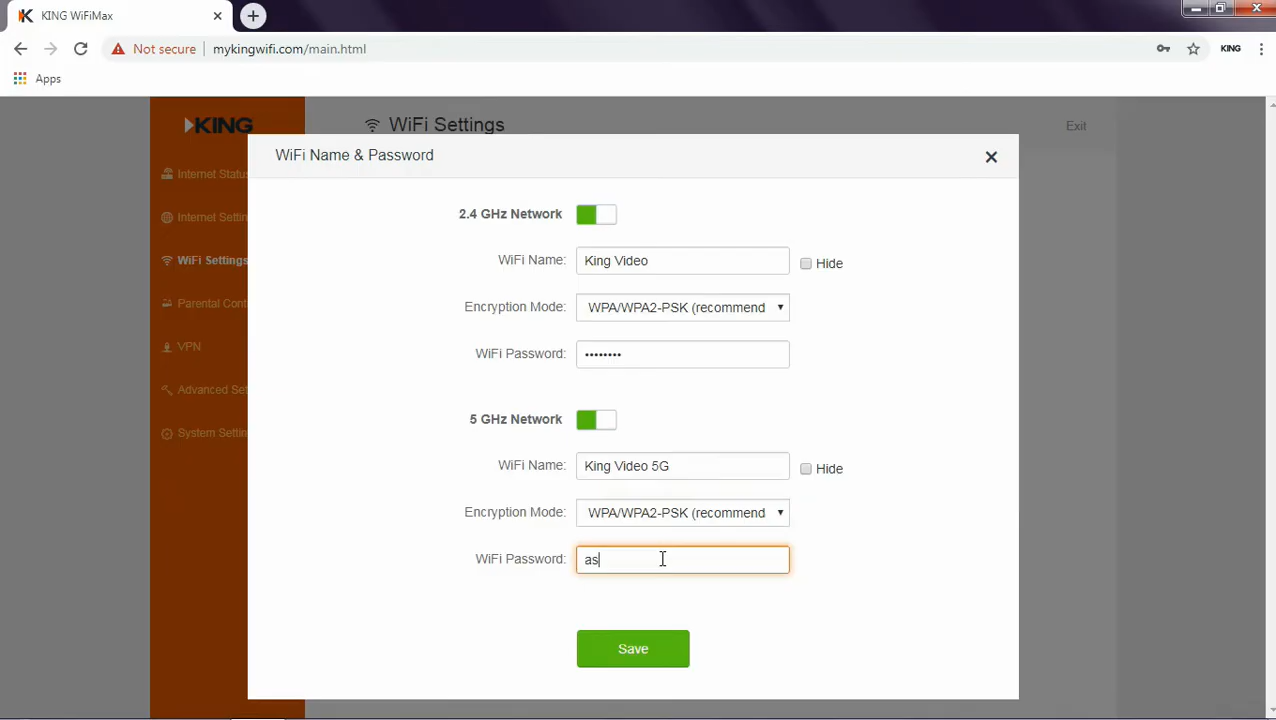 KING WiFiMax
Not secure
mykingwifi.com/main.html
KING
Apps
KING
WiFi Settings
Exit
Internet Status
Internet Settin
WiFi Settings
Parental Cont
VPN
Advanced Set
System Settin
WiFi Name & Password
2.4 GHz Network
WiFi Name: King Video Hide
Encryption Mode: WPA/WPA2-PSK (recommend
WiFi Password: ••••••••
5 GHz Network
WiFi Name: King Video 5G Hide
Encryption Mode: WPA/WPA2-PSK (recommend
WiFi Password: as
Save